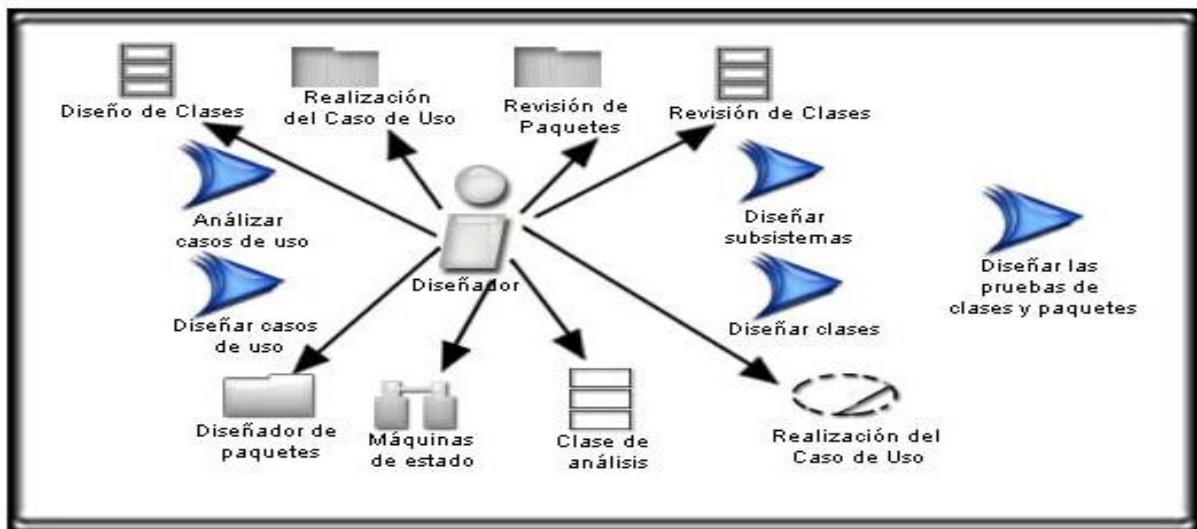 Diseño de Clases
Realización
del Caso de Uso
Revisión de
Paquetes
Revisión de Clases
Análizar
casos de uso
Diseñar
subsistemas
Diseñar las
pruebas de
clases y paquetes
Diseñador
Diseñar casos
de uso
Diseñar clases
Diseñador de
paquetes
Máquinas
de estado
Clase de
análisis
Realización del
Caso de Uso